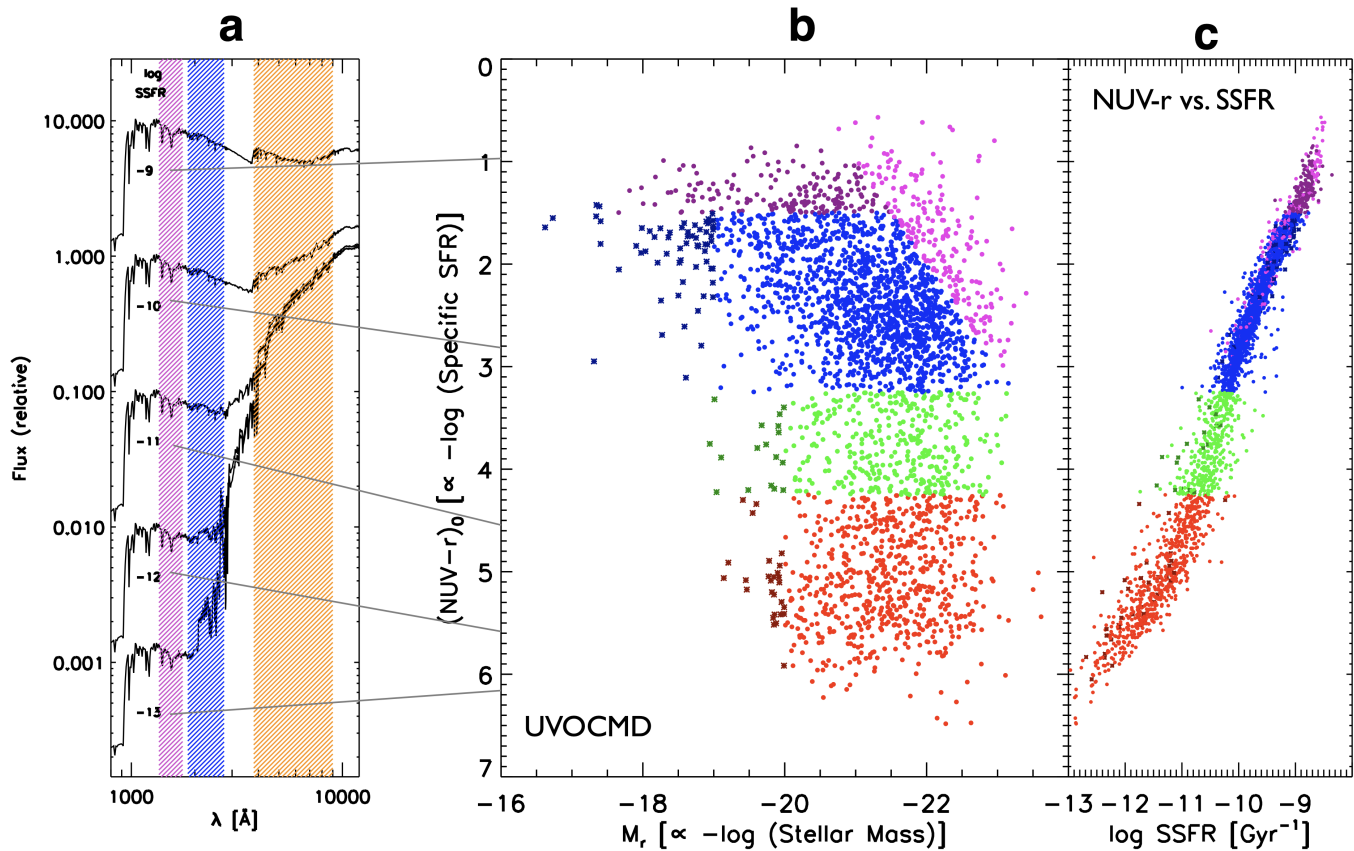 a
b
c
log
SSFR
-9
-10
-11
-12
-13
10.000
1.000
0.100
0.010
0.001
Flux (relative)
1000
10000
λ [Å]
0
1
2
3
4
5
6
7
(NUV-r)₀ [∝ -log (Specific SFR)]
UVOCMD
-16
-18
-20
-22
Mᵣ [∝ -log (Stellar Mass)]
NUV-r vs. SSFR
-13
-12
-11
-10
-9
log SSFR [Gyr⁻¹]